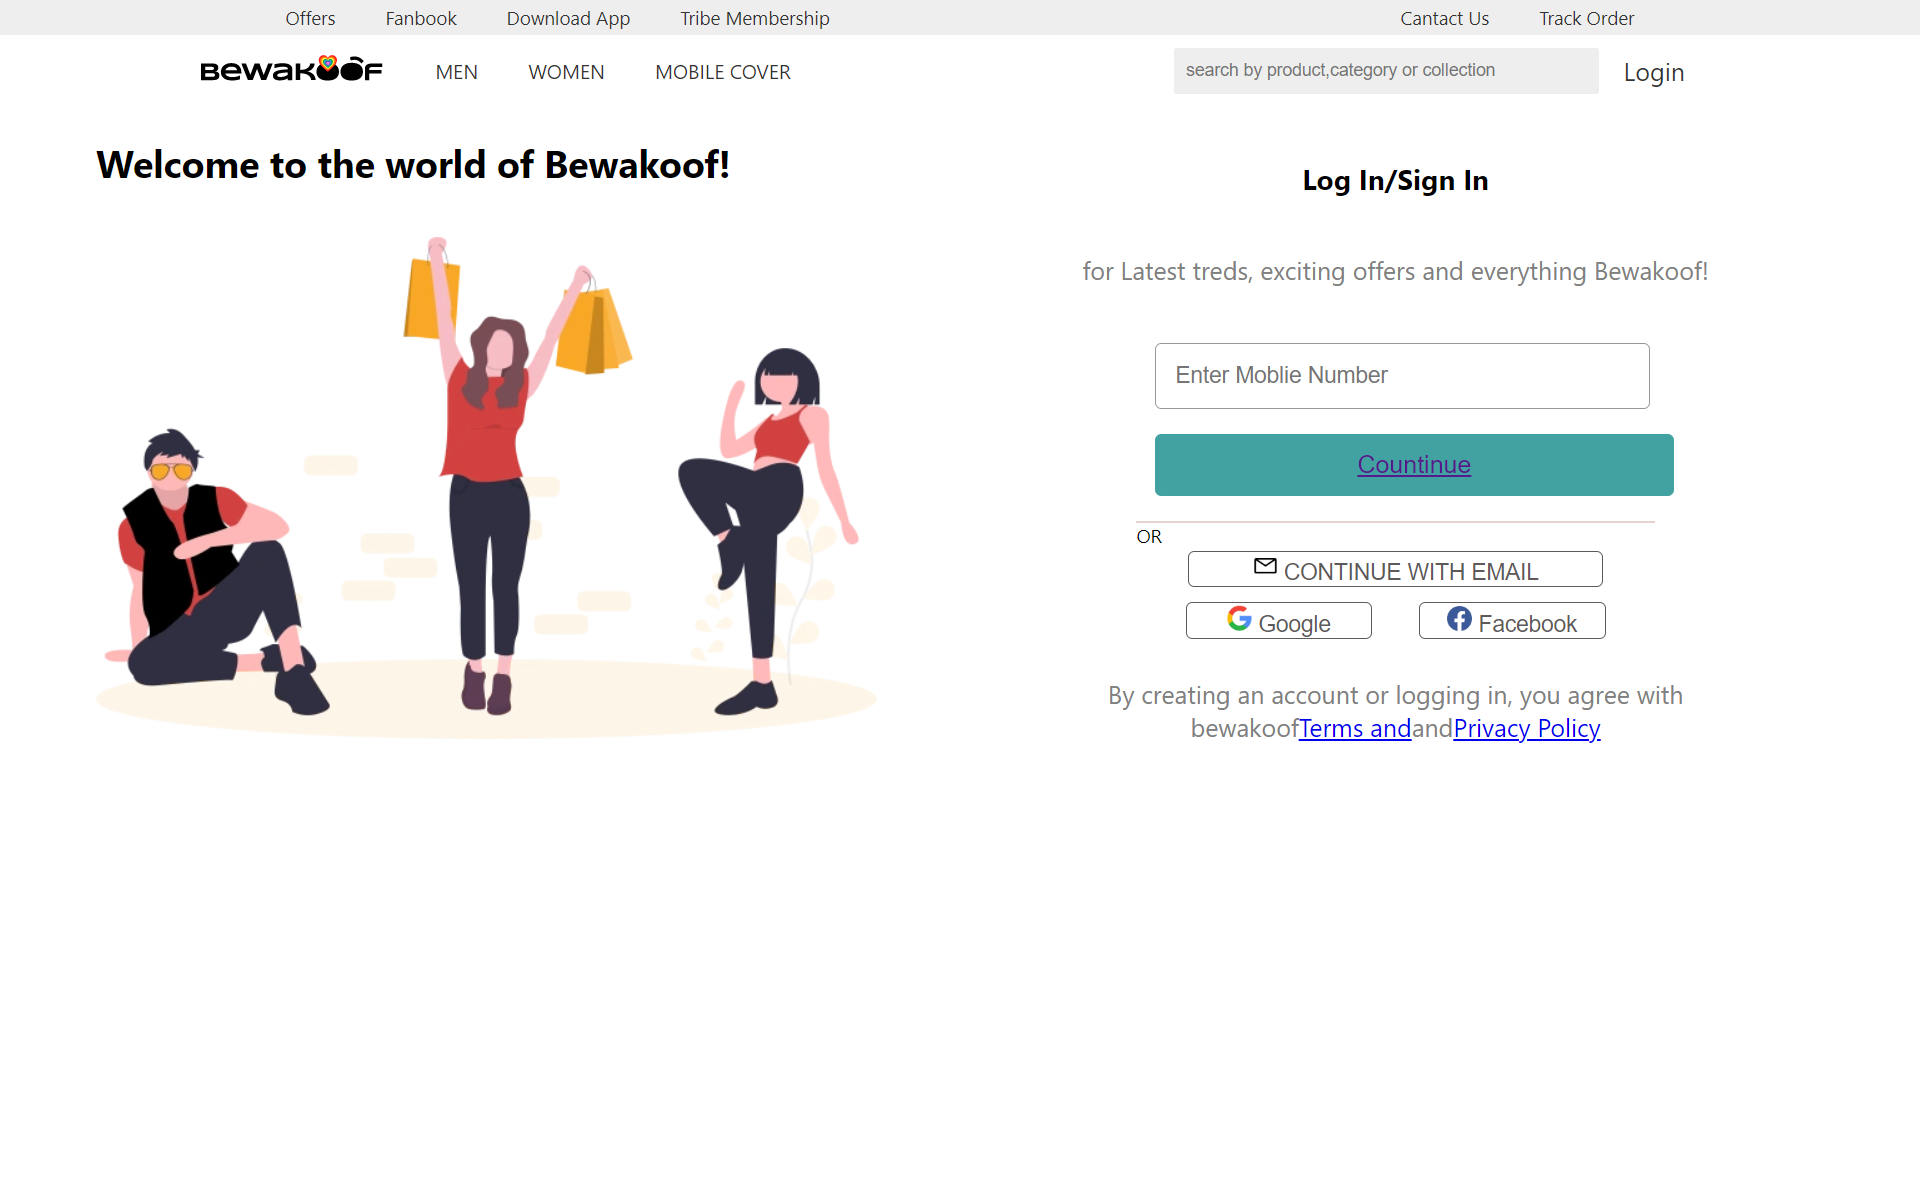 Offers Fanbook Download App Tribe Membership Cantact Us Track Order
BEWAKOOF MEN WOMEN MOBILE COVER search by product,category or collection Login
Welcome to the world of Bewakoof!
Log In/Sign In
for Latest treds, exciting offers and everything Bewakoof!
Enter Moblie Number
Countinue
OR
CONTINUE WITH EMAIL
Google Facebook
By creating an account or logging in, you agree with
bewakoofTerms andandPrivacy Policy